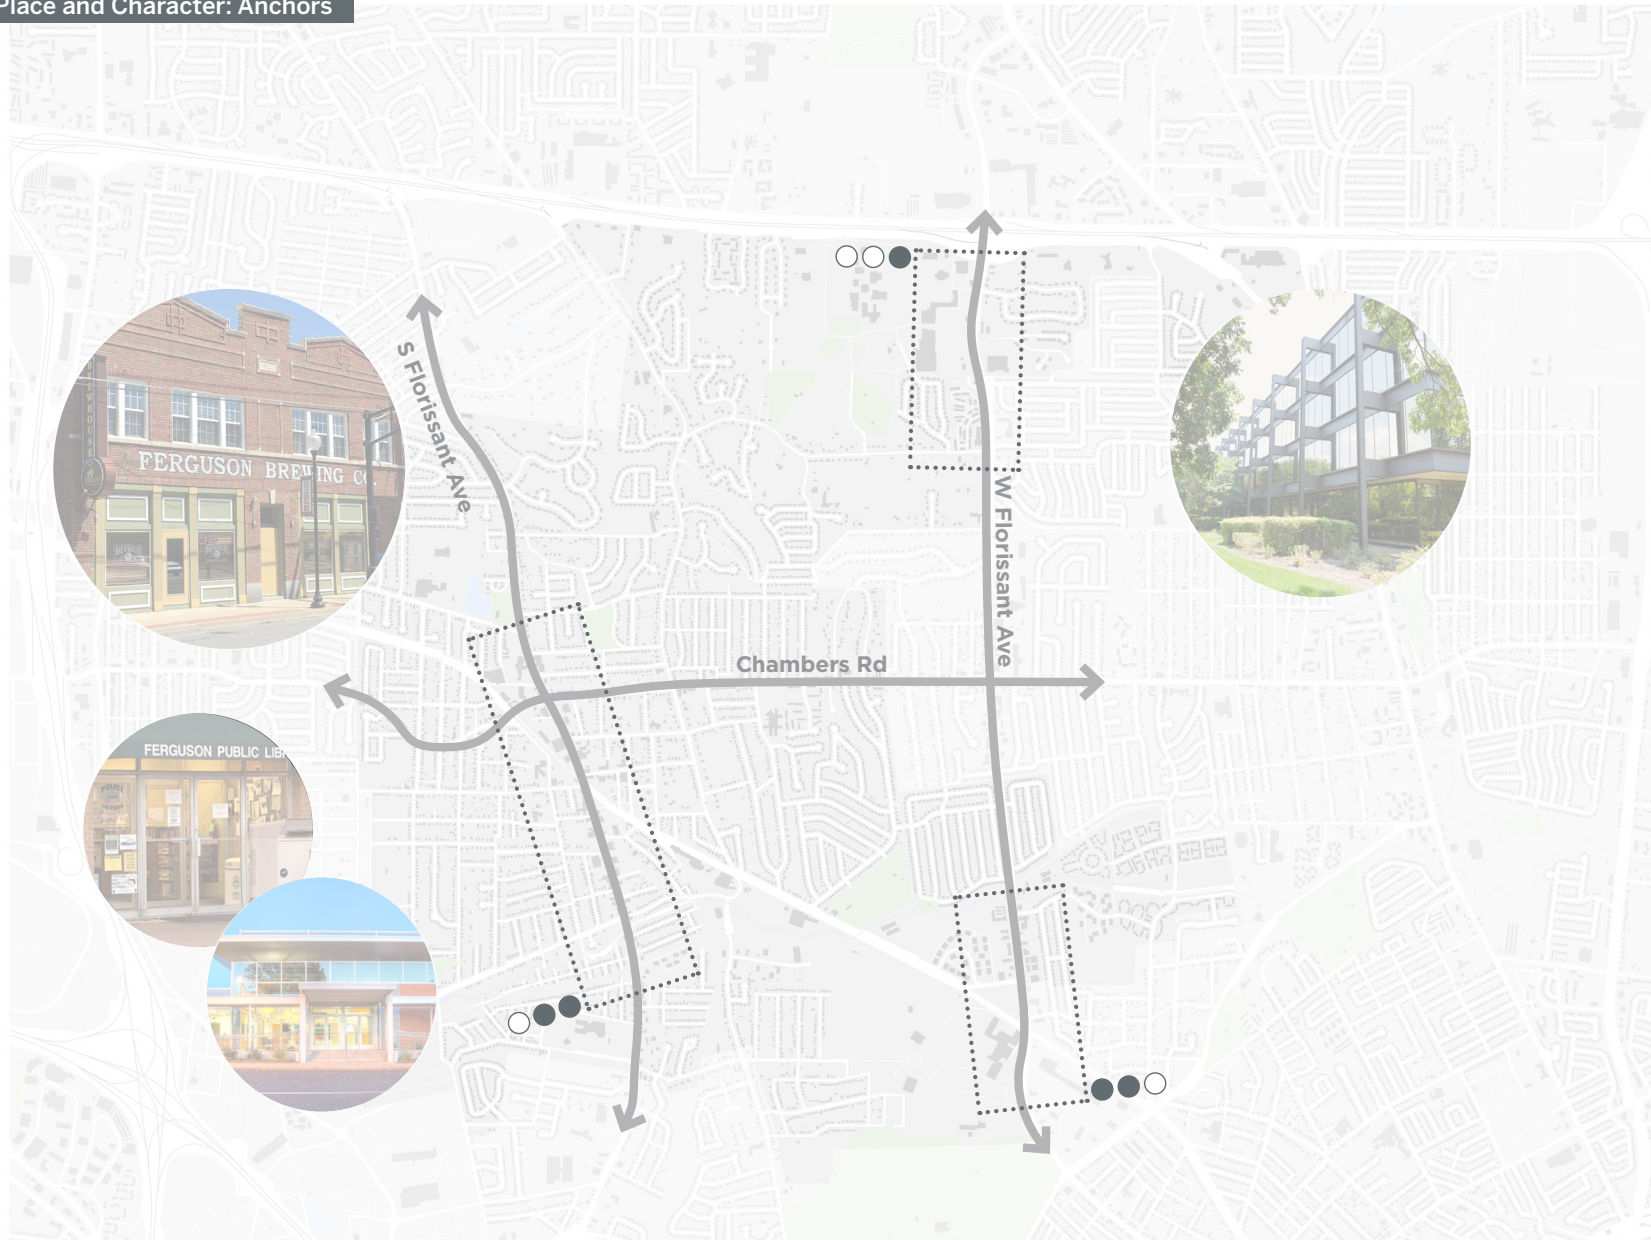 Place and Character: Anchors
S Florissant Ave
FERGUSON BREWING CO.
W Florissant Ave
Chambers Rd
FERGUSON PUBLIC LIB